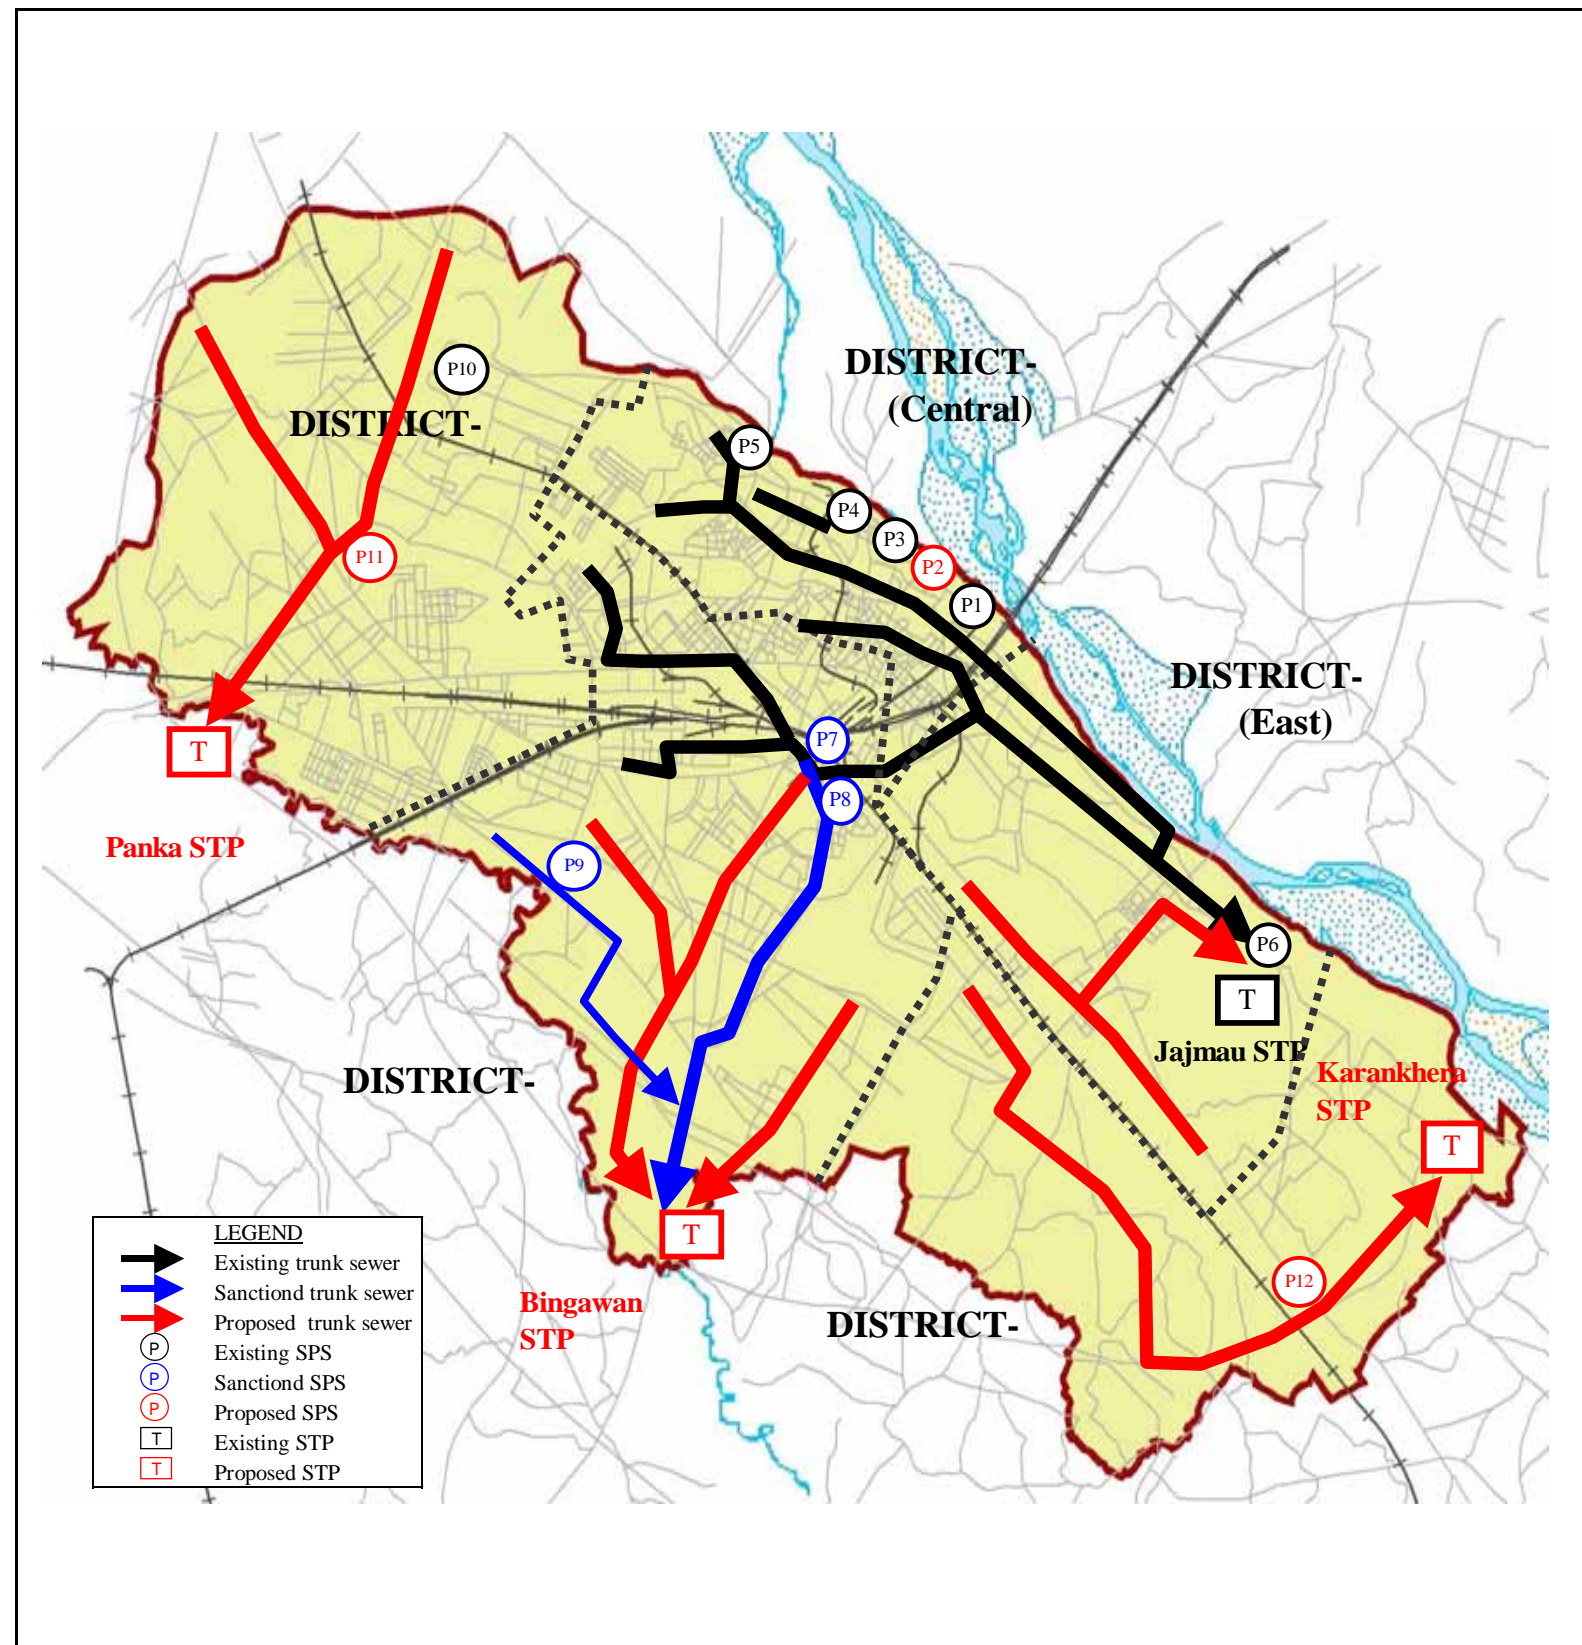 DISTRICT-
(Central)
P10
DISTRICT-
P5
P4
P3
P11
P2
P1
DISTRICT-
(East)
T
P7
P8
Panka STP
P9
P6
T
Jajmau STP
Karankhera
STP
DISTRICT-
T
T
P12
Bingawan
STP
DISTRICT-
LEGEND
Existing trunk sewer
Sanctiond trunk sewer
Proposed trunk sewer
P Existing SPS
P Sanctiond SPS
P Proposed SPS
T Existing STP
T Proposed STP